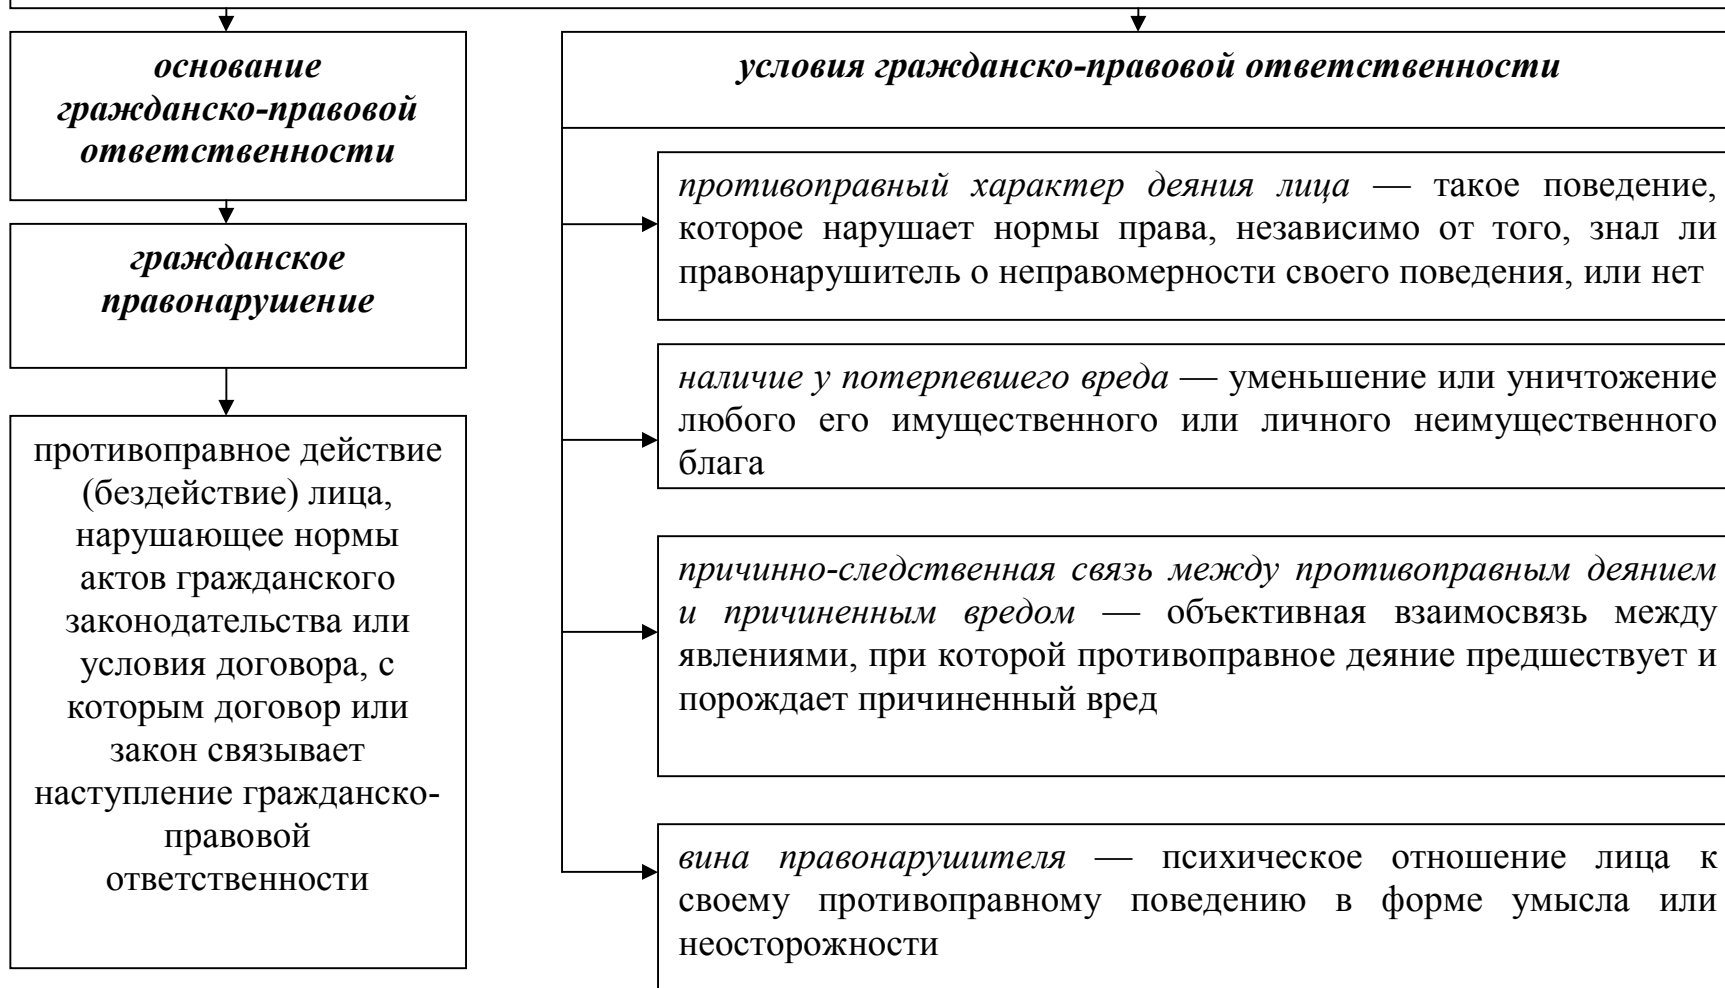 основание
гражданско-правовой
ответственности
гражданское
правонарушение
противоправное действие
(бездействие) лица,
нарушающее нормы
актов гражданского
законодательства или
условия договора, с
которым договор или
закон связывает
наступление гражданско-
правовой
ответственности
условия гражданско-правовой ответственности
противоправный характер деяния лица — такое поведение,
которое нарушает нормы права, независимо от того, знал ли
правонарушитель о неправомерности своего поведения, или нет
наличие у потерпевшего вреда — уменьшение или уничтожение
любого его имущественного или личного неимущественного
блага
причинно-следственная связь между противоправным деянием
и причиненным вредом — объективная взаимосвязь между
явлениями, при которой противоправное деяние предшествует и
порождает причиненный вред
вина правонарушителя — психическое отношение лица к
своему противоправному поведению в форме умысла или
неосторожности